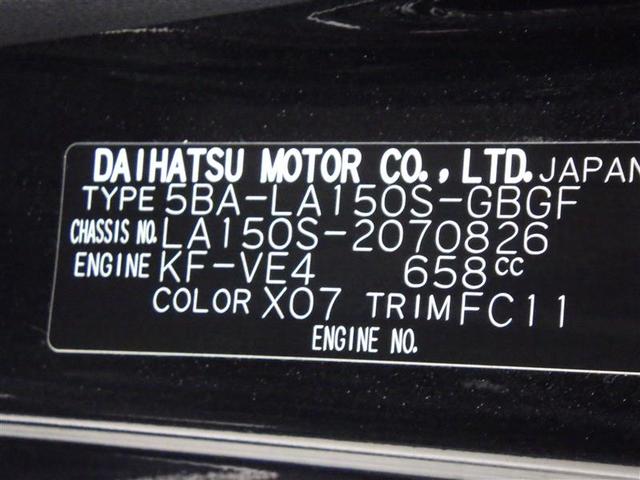 DAIHATSU MOTOR CO., LTD. JAPAN
TYPE 5BA-LA150S-GBGF
CHASSIS NO. LA150S-2070826
ENGINE KF-VE4 658cc
COLOR X07 TRIM FC11
ENGINE NO.